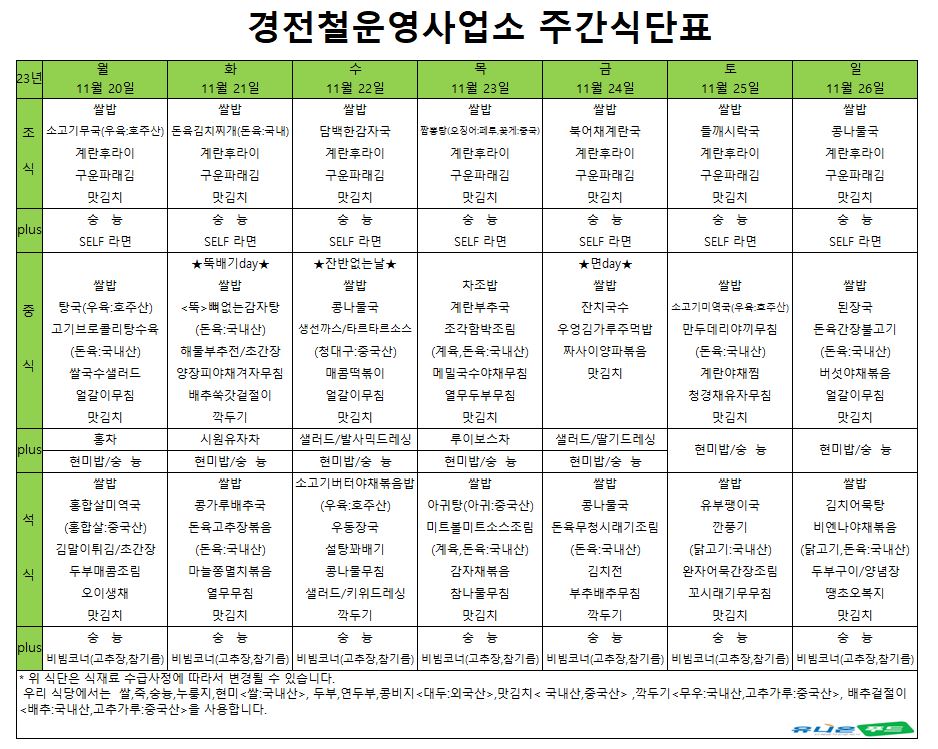 경전철운영사업소 주간식단표
23년 월 화 수 목 금 토 일
11월 20일 11월 21일 11월 22일 11월 23일 11월 24일 11월 25일 11월 26일
쌀밥 쌀밥 쌀밥 쌀밥 쌀밥 쌀밥 쌀밥
조 소고기무국(우육:호주산) 돈육김치찌개(돈육:국내) 담백한감자국 짬뽕탕(오징어:페루,꽃게:중국) 북어채계란국 들깨시락국 콩나물국
계란후라이 계란후라이 계란후라이 계란후라이 계란후라이 계란후라이 계란후라이
식 구운파래김 구운파래김 구운파래김 구운파래김 구운파래김 구운파래김 구운파래김
맛김치 맛김치 맛김치 맛김치 맛김치 맛김치 맛김치
plus 숭 늉 숭 늉 숭 늉 숭 늉 숭 늉 숭 늉 숭 늉
SELF 라면 SELF 라면 SELF 라면 SELF 라면 SELF 라면 SELF 라면 SELF 라면
★뚝배기day★ ★잔반없는날★ ★면day★
쌀밥 쌀밥 쌀밥 차조밥 쌀밥 쌀밥 쌀밥
중 탕국(우육:호주산) <뚝>뼈없는감자탕 콩나물국 계란부추국 잔치국수 소고기미역국(우육:호주산) 된장국
고기브로콜리탕수육 (돈육:국내산) 생선까스/타르타르소스 조각함박조림 우엉김가루주먹밥 만두데리야끼무침 돈육간장불고기
식 (돈육:국내산) 해물부추전/초간장 (청대구:중국산) (계육,돈육:국내산) 짜사이양파볶음 (돈육:국내산) (돈육:국내산)
쌀국수샐러드 양장피야채겨자무침 매콤떡볶이 메밀국수야채무침 맛김치 계란야채찜 버섯야채볶음
얼갈이무침 배추쑥갓겉절이 얼갈이무침 열무두부무침 청경채유자무침 얼갈이무침
맛김치 깍두기 맛김치 맛김치 맛김치 맛김치
plus 홍차 시원유자차 샐러드/발사믹드레싱 루이보스차 샐러드/딸기드레싱 현미밥/숭 늉 현미밥/숭 늉
현미밥/숭 늉 현미밥/숭 늉 현미밥/숭 늉 현미밥/숭 늉 현미밥/숭 늉
쌀밥 쌀밥 소고기버터야채볶음밥 쌀밥 쌀밥 쌀밥 쌀밥
석 홍합살미역국 콩가루배추국 (우육:호주산) 아귀탕(아귀:중국산) 콩나물국 유부팽이국 김치어묵탕
(홍합살:중국산) 돈육고추장볶음 우동장국 미트볼미트소스조림 돈육무청시래기조림 깐풍기 비엔나야채볶음
식 김말이튀김/초간장 (돈육:국내산) 설탕꽈배기 (계육,돈육:국내산) (돈육:국내산) (닭고기:국내산) (닭고기,돈육:국내산)
두부매콤조림 마늘쫑멸치볶음 콩나물무침 감자채볶음 김치전 완자어묵간장조림 두부구이/양념장
오이생채 열무무침 샐러드/키위드레싱 참나물무침 부추배추무침 꼬시래기무무침 땡초오복지
맛김치 맛김치 깍두기 맛김치 깍두기 맛김치 맛김치
plus 숭 늉 숭 늉 숭 늉 숭 늉 숭 늉 숭 늉 숭 늉
비빔코너(고추장,참기름) 비빔코너(고추장,참기름) 비빔코너(고추장,참기름) 비빔코너(고추장,참기름) 비빔코너(고추장,참기름) 비빔코너(고추장,참기름) 비빔코너(고추장,참기름)
* 위 식단은 식재료 수급사정에 따라서 변경될 수 있습니다.
우리 식당에서는 쌀,죽,숭늉,누룽지,현미<쌀:국내산>, 두부,연두부,콩비지<대두:외국산>,맛김치< 국내산,중국산> ,깍두기<무우:국내산,고추가루:중국산>, 배추겉절이
<배추:국내산,고추가루:중국산>을 사용합니다.
유니온 푸드